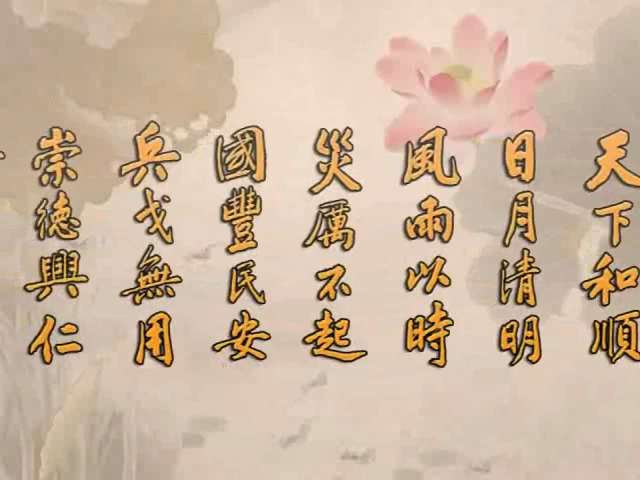 天下和順
日月清明
風雨以時
災厲不起
國豐民安
兵戈無用
崇德興仁